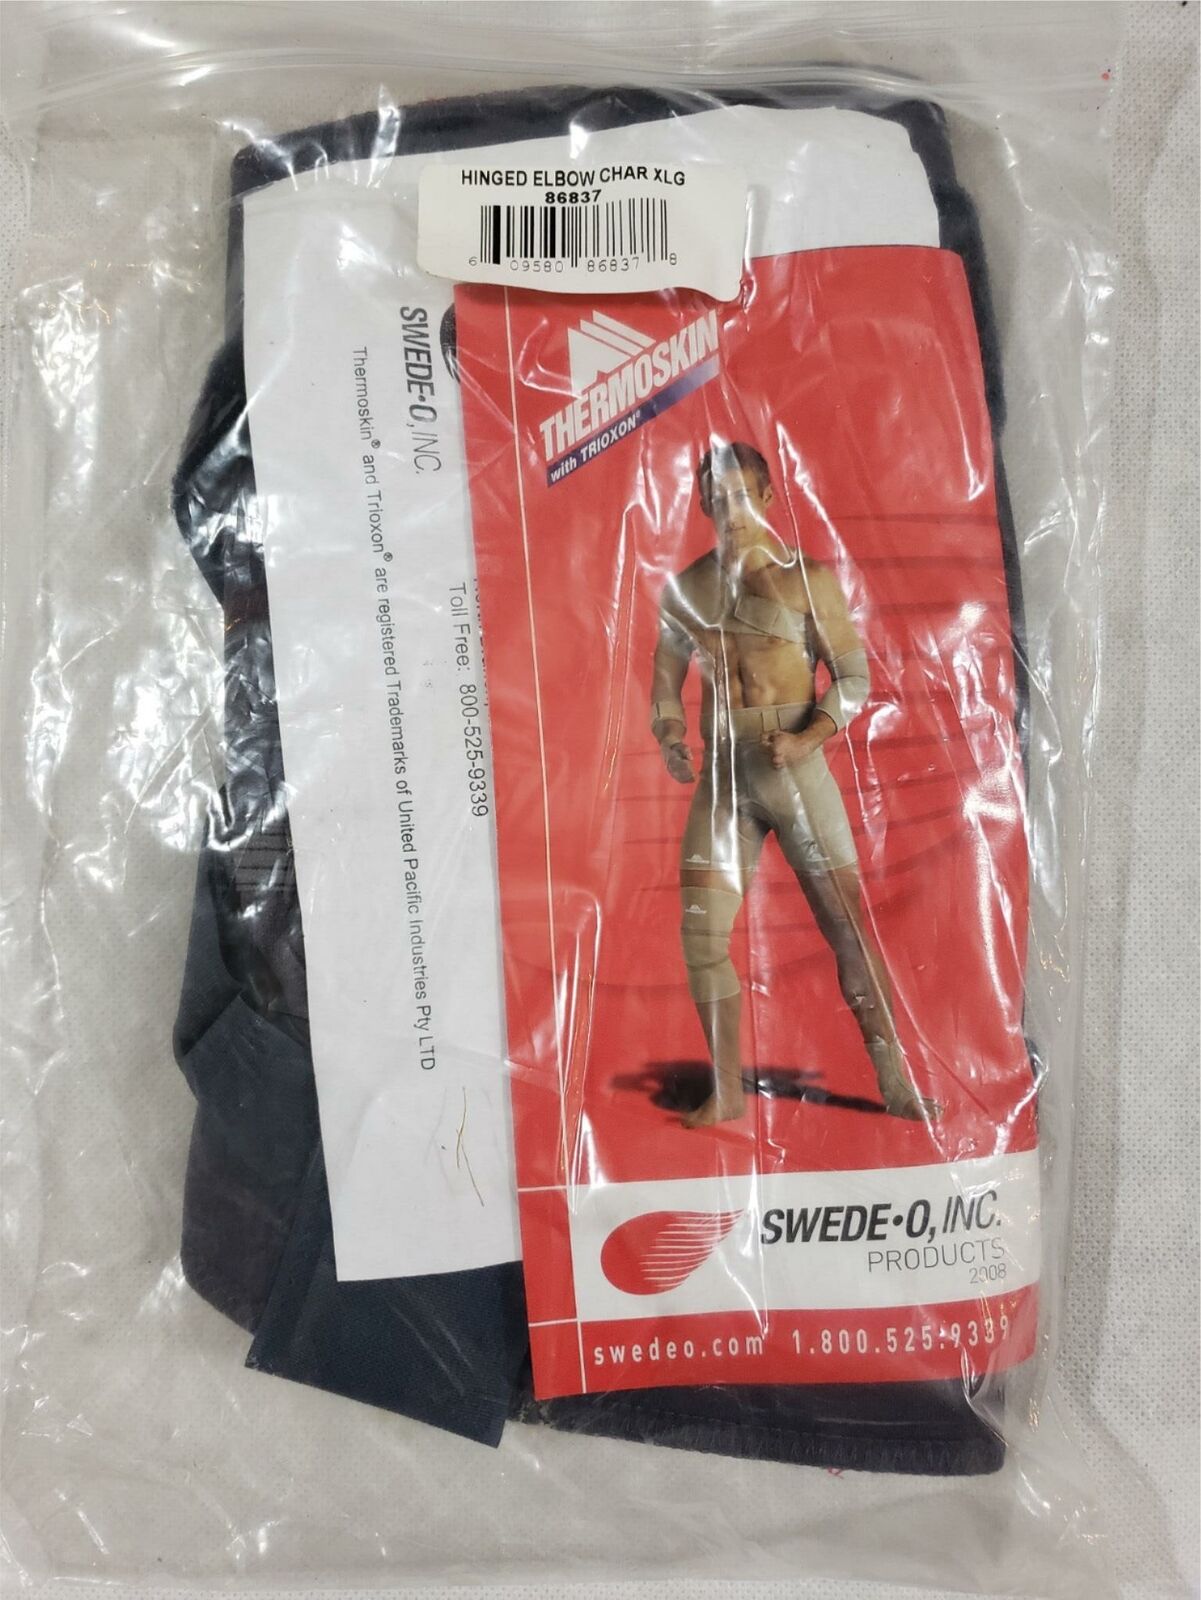 HINGED ELBOW CHAR XLG
86837
6 09580 86837 8
THERMOSKIN
with TRIOXON®
SWEDE•O, INC.
Thermoskin® and Trioxon® are registered Trademarks of United Pacific Industries Pty LTD
Toll Free: 800-525-9339
SWEDE•O, INC.
PRODUCTS
2008
swedeo.com 1.800.525.9339